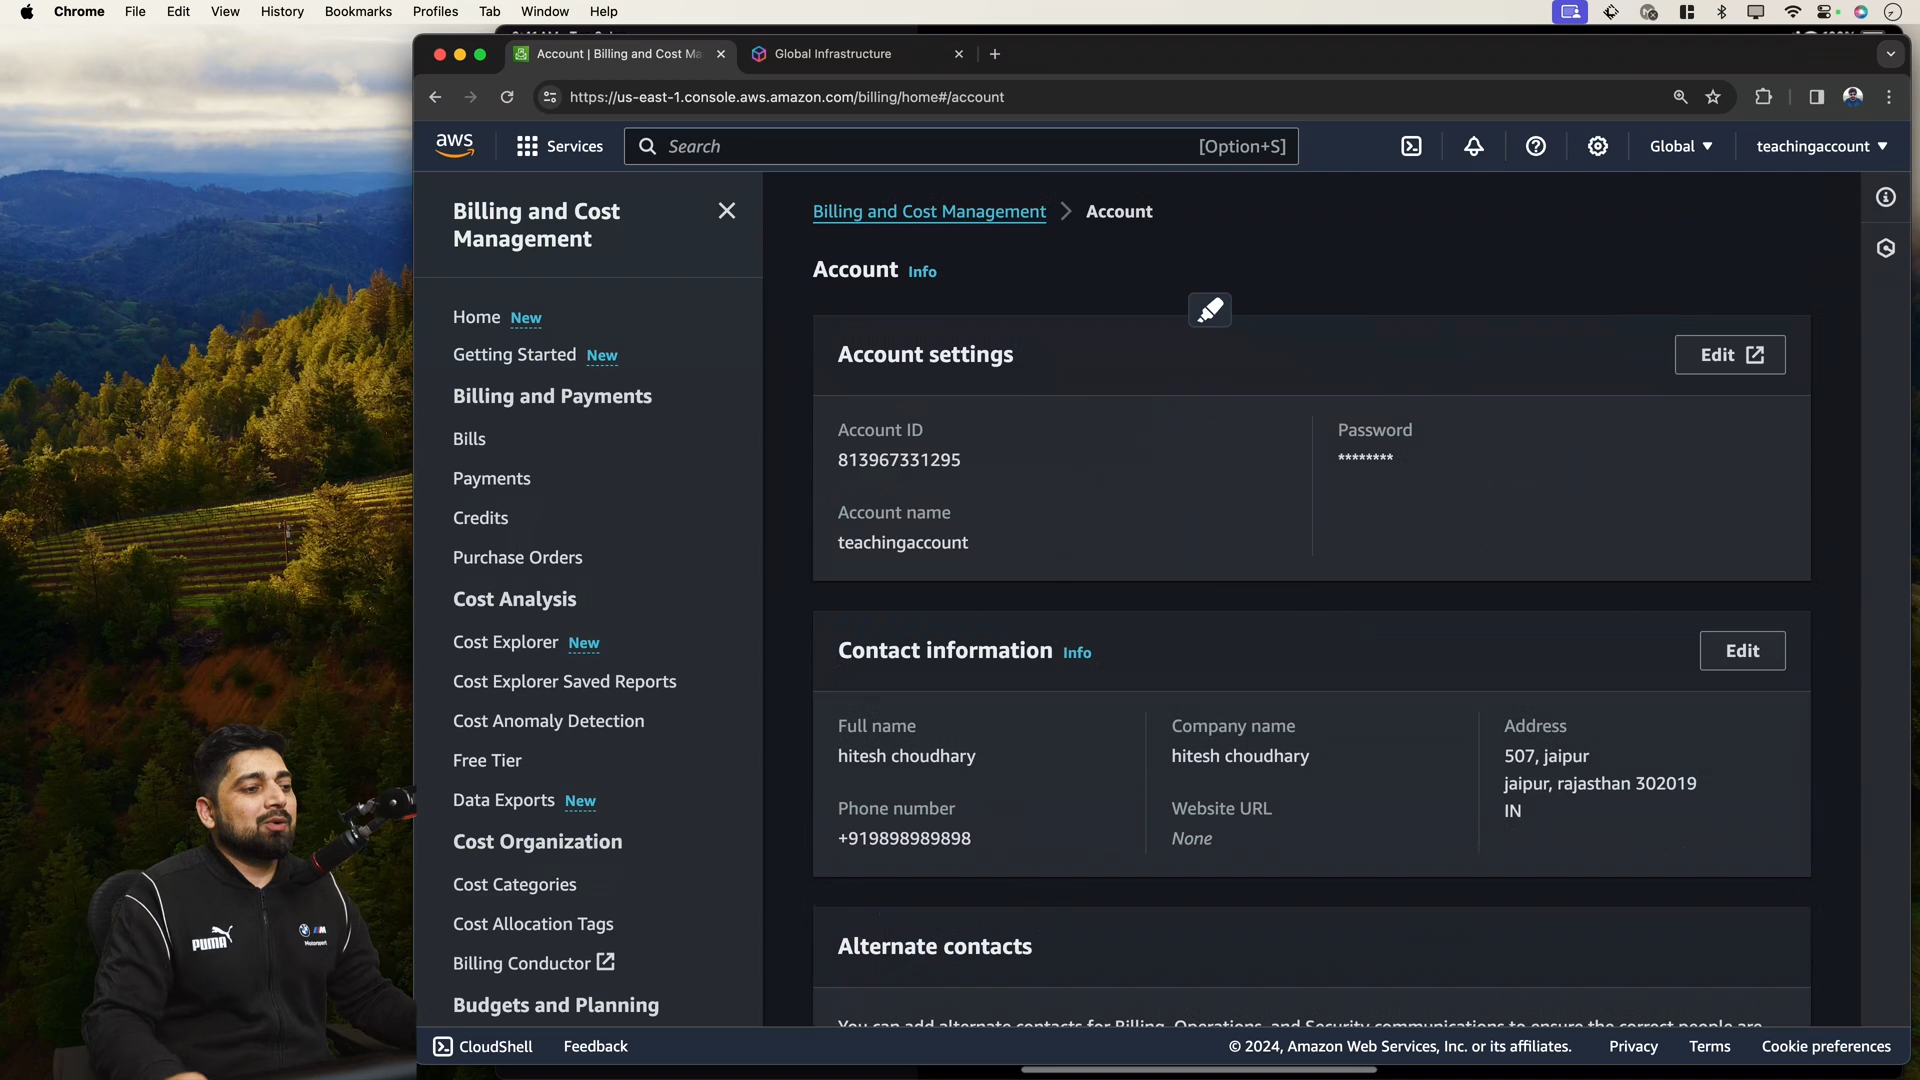 Chrome File Edit View History Bookmarks Profiles Tab Window Help
Account | Billing and Cost Ma
Global Infrastructure
https://us-east-1.console.aws.amazon.com/billing/home#/account
aws Services Search [Option+S] Global teachingaccount
Billing and Cost
Management
Home New
Getting Started New
Billing and Payments
Bills
Payments
Credits
Purchase Orders
Cost Analysis
Cost Explorer New
Cost Explorer Saved Reports
Cost Anomaly Detection
Free Tier
Data Exports New
Cost Organization
Cost Categories
Cost Allocation Tags
Billing Conductor
Budgets and Planning
Billing and Cost Management > Account
Account Info
Account settings
Edit
Account ID
813967331295
Password
********
Account name
teachingaccount
Contact information Info
Edit
Full name
hitesh choudhary
Phone number
+919898989898
Company name
hitesh choudhary
Website URL
None
Address
507, jaipur
jaipur, rajasthan 302019
IN
Alternate contacts
You can add alternate contacts for Billing, Operations, and Security communications to ensure the correct people are
PUMA
M
Motorsport
CloudShell Feedback
© 2024, Amazon Web Services, Inc. or its affiliates. Privacy Terms Cookie preferences